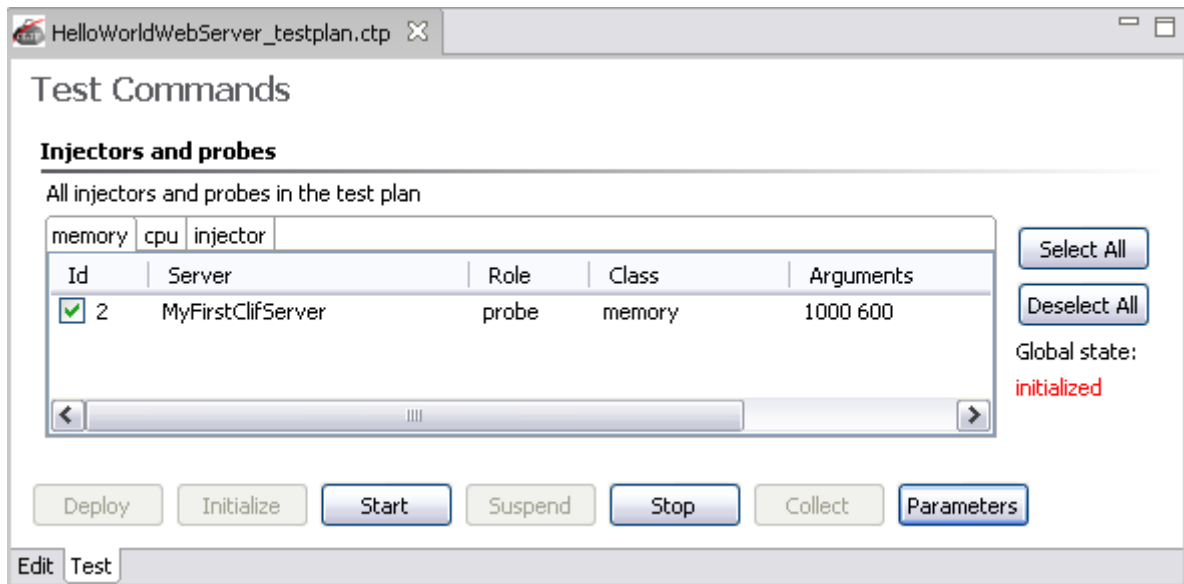 HelloWorldWebServer_testplan.ctp
Test Commands
Injectors and probes
All injectors and probes in the test plan
memory cpu injector
Id Server Role Class Arguments
2 MyFirstClifServer probe memory 1000 600
Select All
Deselect All
Global state:
initialized
Deploy Initialize Start Suspend Stop Collect Parameters
Edit Test